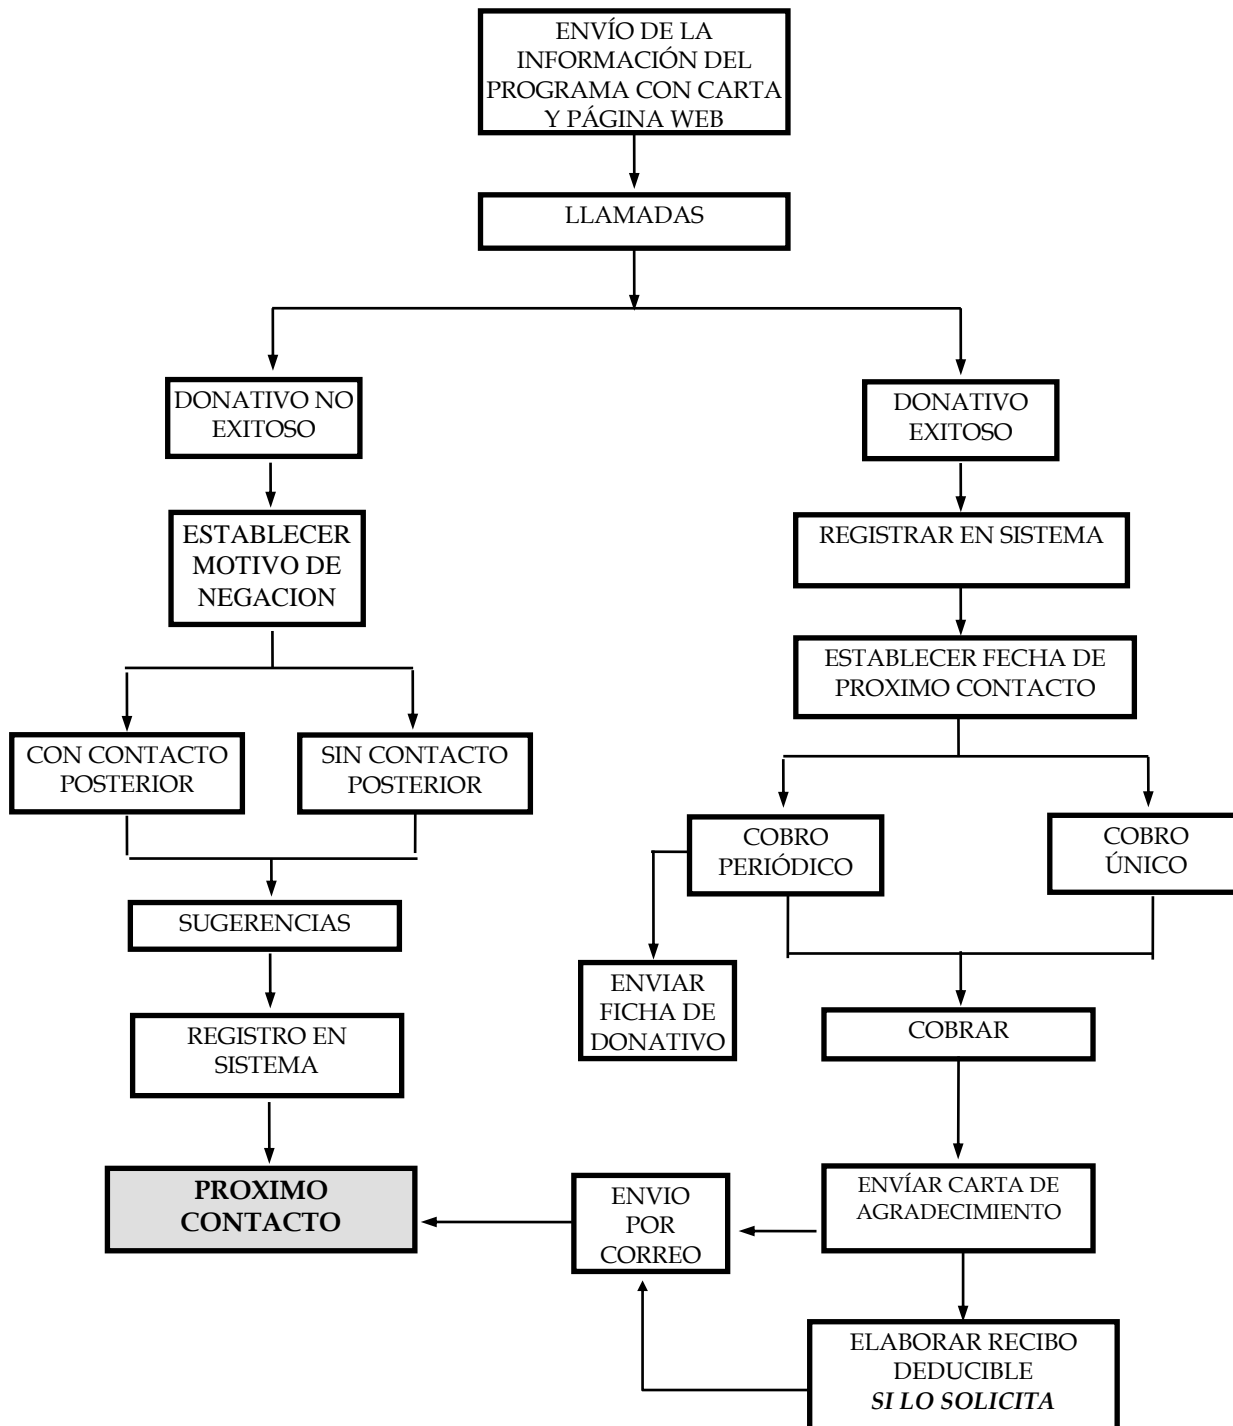 ENVÍO DE LA
INFORMACIÓN DEL
PROGRAMA CON CARTA
Y PÁGINA WEB
LLAMADAS
DONATIVO NO
EXITOSO
DONATIVO
EXITOSO
ESTABLECER
MOTIVO DE
NEGACION
REGISTRAR EN SISTEMA
ESTABLECER FECHA DE
PROXIMO CONTACTO
CON CONTACTO
POSTERIOR
SIN CONTACTO
POSTERIOR
COBRO
PERIÓDICO
COBRO
ÚNICO
SUGERENCIAS
ENVIAR
FICHA DE
DONATIVO
COBRAR
REGISTRO EN
SISTEMA
PROXIMO
CONTACTO
ENVIO
POR
CORREO
ENVÍAR CARTA DE
AGRADECIMIENTO
ELABORAR RECIBO
DEDUCIBLE
SI LO SOLICITA